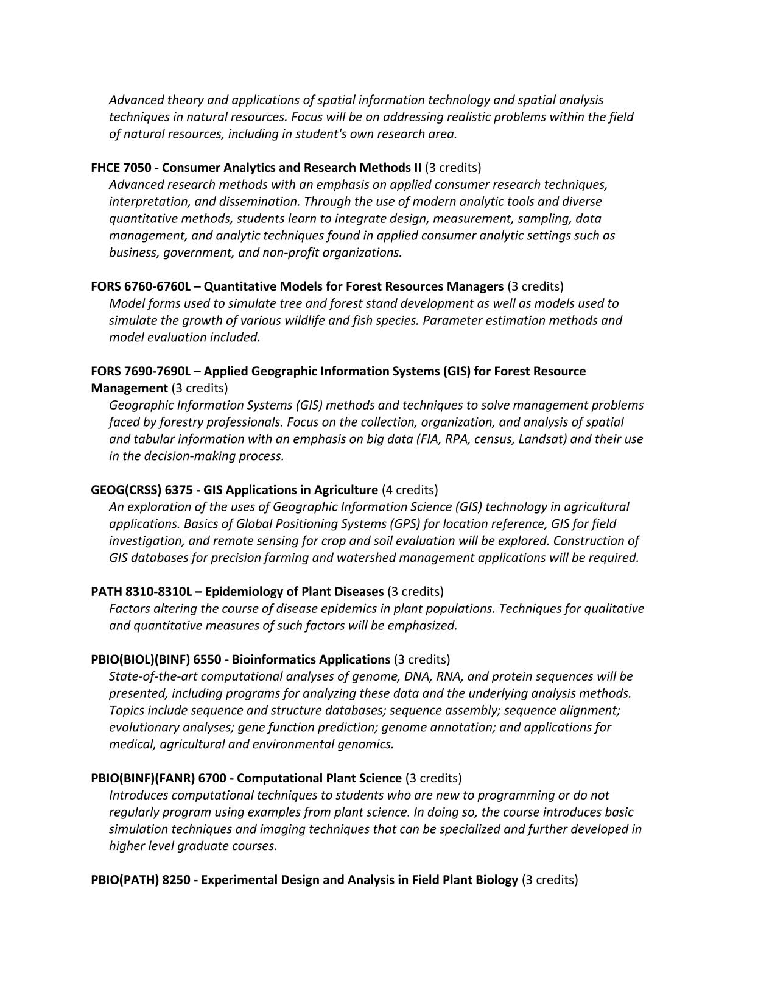 Advanced theory and applications of spatial information technology and spatial analysis
techniques in natural resources. Focus will be on addressing realistic problems within the field
of natural resources, including in student's own research area.
FHCE 7050 - Consumer Analytics and Research Methods II (3 credits)
Advanced research methods with an emphasis on applied consumer research techniques,
interpretation, and dissemination. Through the use of modern analytic tools and diverse
quantitative methods, students learn to integrate design, measurement, sampling, data
management, and analytic techniques found in applied consumer analytic settings such as
business, government, and non-profit organizations.
FORS 6760-6760L – Quantitative Models for Forest Resources Managers (3 credits)
Model forms used to simulate tree and forest stand development as well as models used to
simulate the growth of various wildlife and fish species. Parameter estimation methods and
model evaluation included.
FORS 7690-7690L – Applied Geographic Information Systems (GIS) for Forest Resource
Management (3 credits)
Geographic Information Systems (GIS) methods and techniques to solve management problems
faced by forestry professionals. Focus on the collection, organization, and analysis of spatial
and tabular information with an emphasis on big data (FIA, RPA, census, Landsat) and their use
in the decision-making process.
GEOG(CRSS) 6375 - GIS Applications in Agriculture (4 credits)
An exploration of the uses of Geographic Information Science (GIS) technology in agricultural
applications. Basics of Global Positioning Systems (GPS) for location reference, GIS for field
investigation, and remote sensing for crop and soil evaluation will be explored. Construction of
GIS databases for precision farming and watershed management applications will be required.
PATH 8310-8310L – Epidemiology of Plant Diseases (3 credits)
Factors altering the course of disease epidemics in plant populations. Techniques for qualitative
and quantitative measures of such factors will be emphasized.
PBIO(BIOL)(BINF) 6550 - Bioinformatics Applications (3 credits)
State-of-the-art computational analyses of genome, DNA, RNA, and protein sequences will be
presented, including programs for analyzing these data and the underlying analysis methods.
Topics include sequence and structure databases; sequence assembly; sequence alignment;
evolutionary analyses; gene function prediction; genome annotation; and applications for
medical, agricultural and environmental genomics.
PBIO(BINF)(FANR) 6700 - Computational Plant Science (3 credits)
Introduces computational techniques to students who are new to programming or do not
regularly program using examples from plant science. In doing so, the course introduces basic
simulation techniques and imaging techniques that can be specialized and further developed in
higher level graduate courses.
PBIO(PATH) 8250 - Experimental Design and Analysis in Field Plant Biology (3 credits)